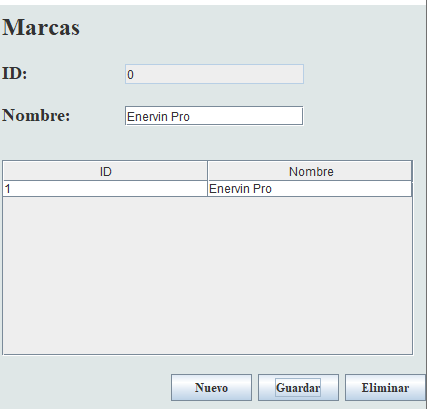 Marcas
ID: 0
Nombre: Enervin Pro
ID Nombre
1 Enervin Pro
Nuevo Guardar Eliminar